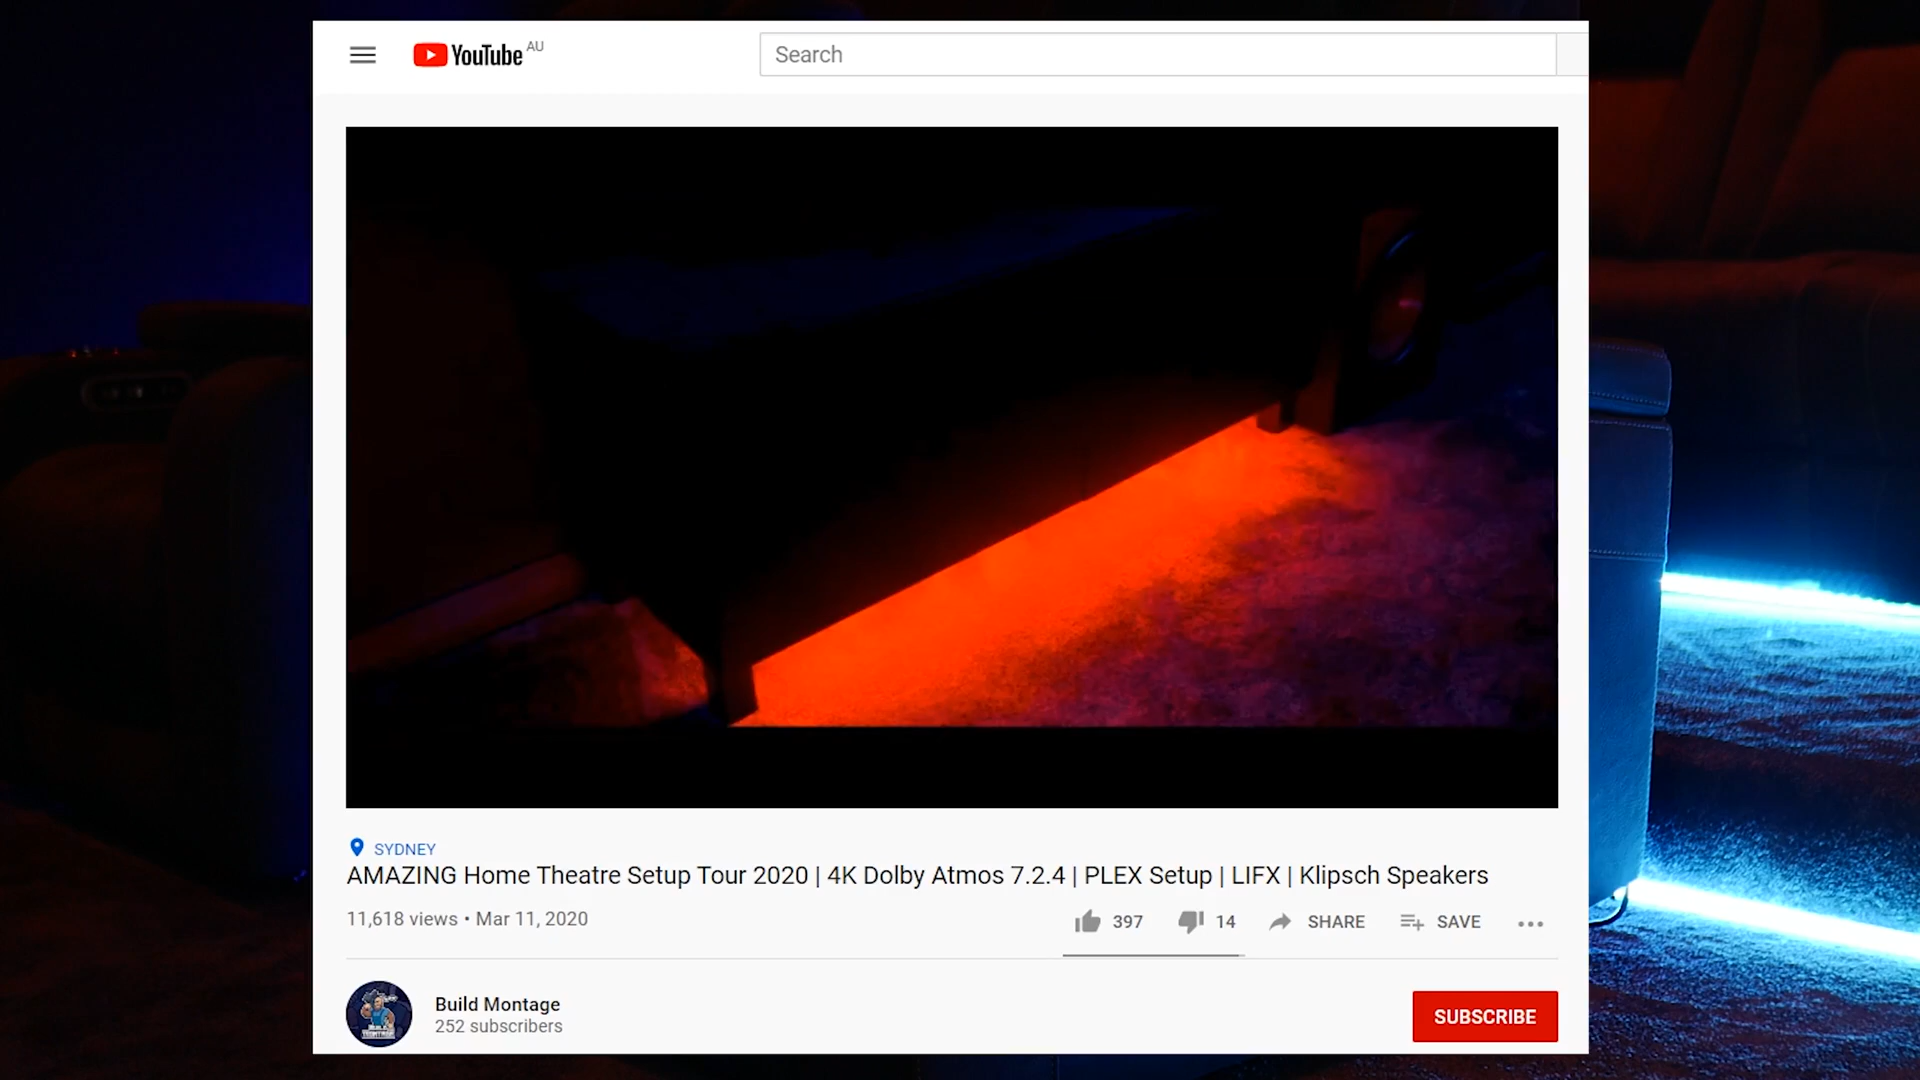 YouTube AU
Search
SYDNEY
AMAZING Home Theatre Setup Tour 2020 | 4K Dolby Atmos 7.2.4 | PLEX Setup | LIFX | Klipsch Speakers
11,618 views • Mar 11, 2020
397 14 SHARE SAVE
Build Montage
252 subscribers
SUBSCRIBE